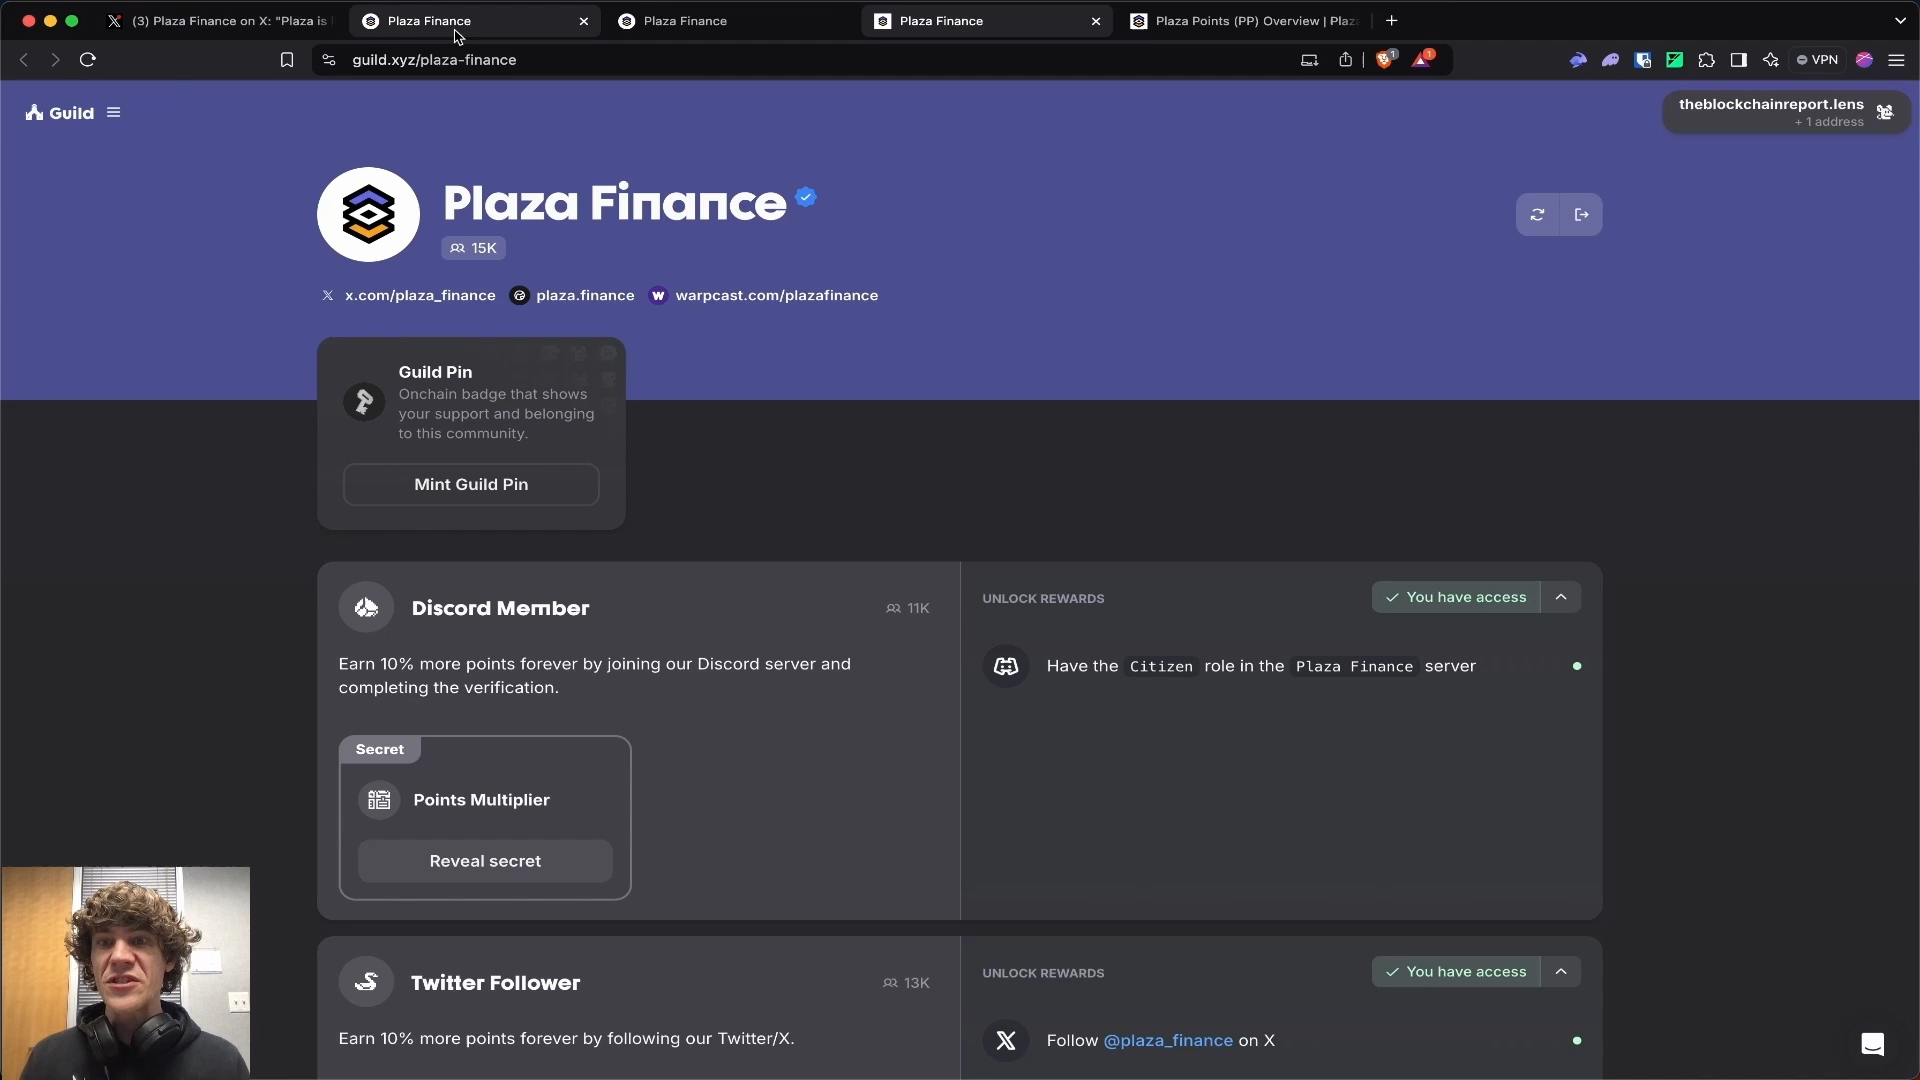 (3) Plaza Finance on X: "Plaza is
Plaza Finance
Plaza Finance
Plaza Finance
Plaza Points (PP) Overview | Plaz
guild.xyz/plaza-finance
1
1
VPN
Guild
theblockchainreport.lens
+ 1 address
Plaza Finance
15K
x.com/plaza_finance
plaza.finance
warpcast.com/plazafinance
Guild Pin
Onchain badge that shows
your support and belonging
to this community.
Mint Guild Pin
Discord Member
11K
Earn 10% more points forever by joining our Discord server and
completing the verification.
Secret
Points Multiplier
Reveal secret
UNLOCK REWARDS
You have access
Have the Citizen role in the Plaza Finance server
Twitter Follower
13K
Earn 10% more points forever by following our Twitter/X.
UNLOCK REWARDS
You have access
Follow @plaza_finance on X